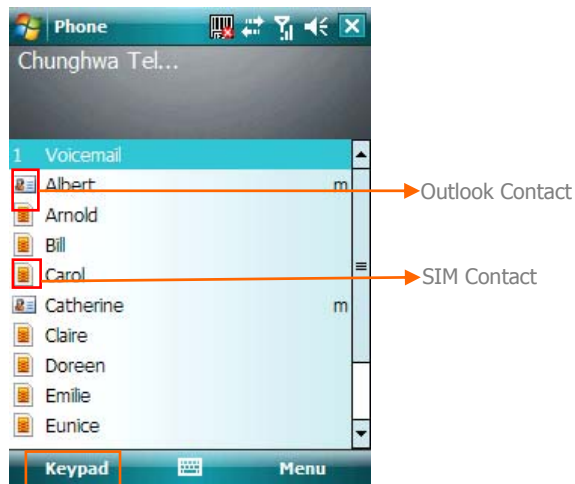 Phone
Chunghwa Tel...
1 Voicemail
Albert m
Outlook Contact
Arnold
Bill
Carol
SIM Contact
Catherine m
Claire
Doreen
Emilie
Eunice
Keypad Menu